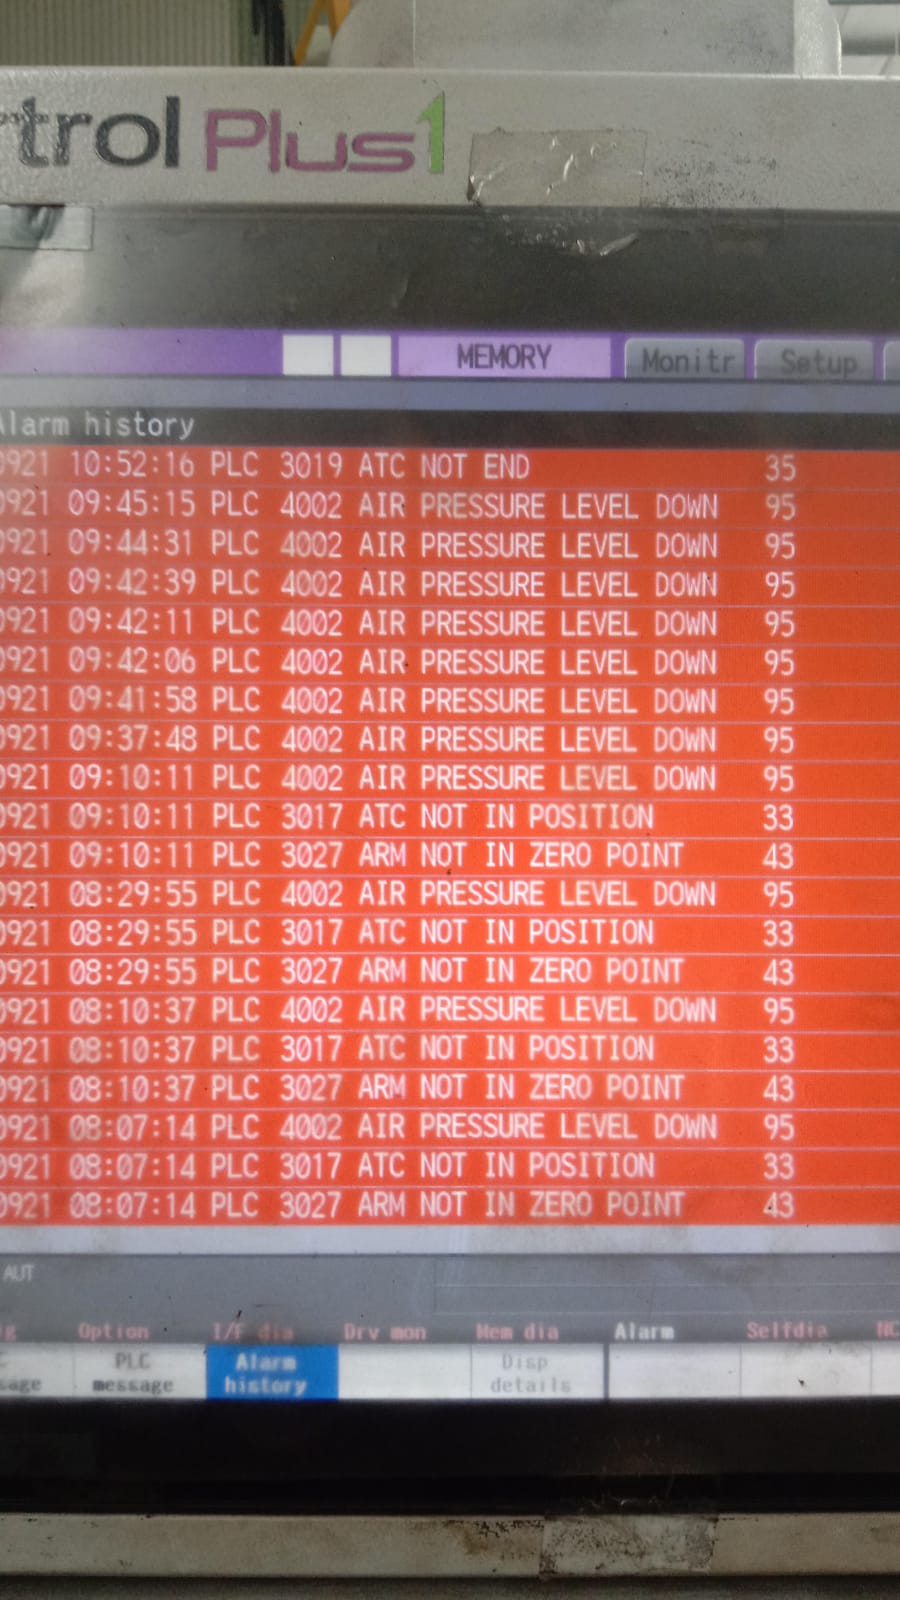 trol Plus1
MEMORY Monitr Setup
Alarm history
0921 10:52:16 PLC 3019 ATC NOT END 35
0921 09:45:15 PLC 4002 AIR PRESSURE LEVEL DOWN 95
0921 09:44:31 PLC 4002 AIR PRESSURE LEVEL DOWN 95
0921 09:42:39 PLC 4002 AIR PRESSURE LEVEL DOWN 95
0921 09:42:11 PLC 4002 AIR PRESSURE LEVEL DOWN 95
0921 09:42:06 PLC 4002 AIR PRESSURE LEVEL DOWN 95
0921 09:41:58 PLC 4002 AIR PRESSURE LEVEL DOWN 95
0921 09:37:48 PLC 4002 AIR PRESSURE LEVEL DOWN 95
0921 09:10:11 PLC 4002 AIR PRESSURE LEVEL DOWN 95
0921 09:10:11 PLC 3017 ATC NOT IN POSITION 33
0921 09:10:11 PLC 3027 ARM NOT IN ZERO POINT 43
0921 08:29:55 PLC 4002 AIR PRESSURE LEVEL DOWN 95
0921 08:29:55 PLC 3017 ATC NOT IN POSITION 33
0921 08:29:55 PLC 3027 ARM NOT IN ZERO POINT 43
0921 08:10:37 PLC 4002 AIR PRESSURE LEVEL DOWN 95
0921 08:10:37 PLC 3017 ATC NOT IN POSITION 33
0921 08:10:37 PLC 3027 ARM NOT IN ZERO POINT 43
0921 08:07:14 PLC 4002 AIR PRESSURE LEVEL DOWN 95
0921 08:07:14 PLC 3017 ATC NOT IN POSITION 33
0921 08:07:14 PLC 3027 ARM NOT IN ZERO POINT 43
AUT
Option I/F dia Drv mon Mem dia Alarm Selfdia NC
PLC Alarm Disp
sage message history details